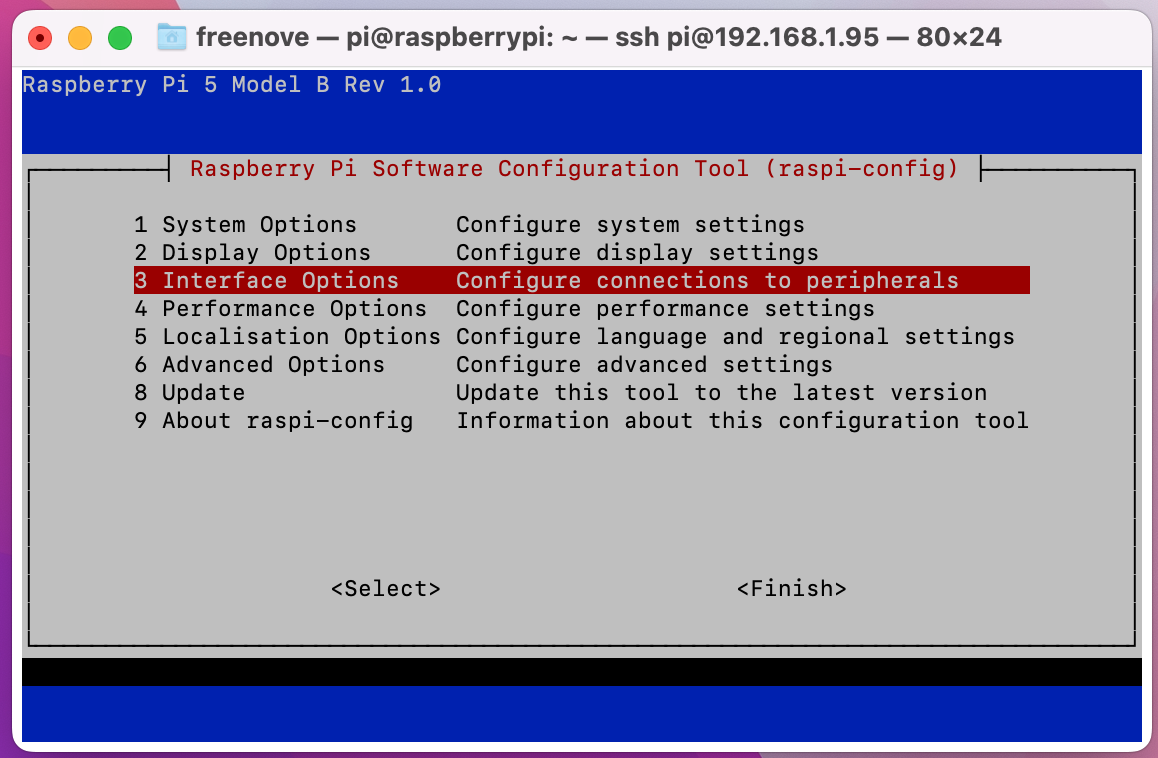 freenove — pi@raspberrypi: ~ — ssh pi@192.168.1.95 — 80×24
Raspberry Pi 5 Model B Rev 1.0
Raspberry Pi Software Configuration Tool (raspi-config)
1 System Options Configure system settings
2 Display Options Configure display settings
3 Interface Options Configure connections to peripherals
4 Performance Options Configure performance settings
5 Localisation Options Configure language and regional settings
6 Advanced Options Configure advanced settings
8 Update Update this tool to the latest version
9 About raspi-config Information about this configuration tool
<Select> <Finish>